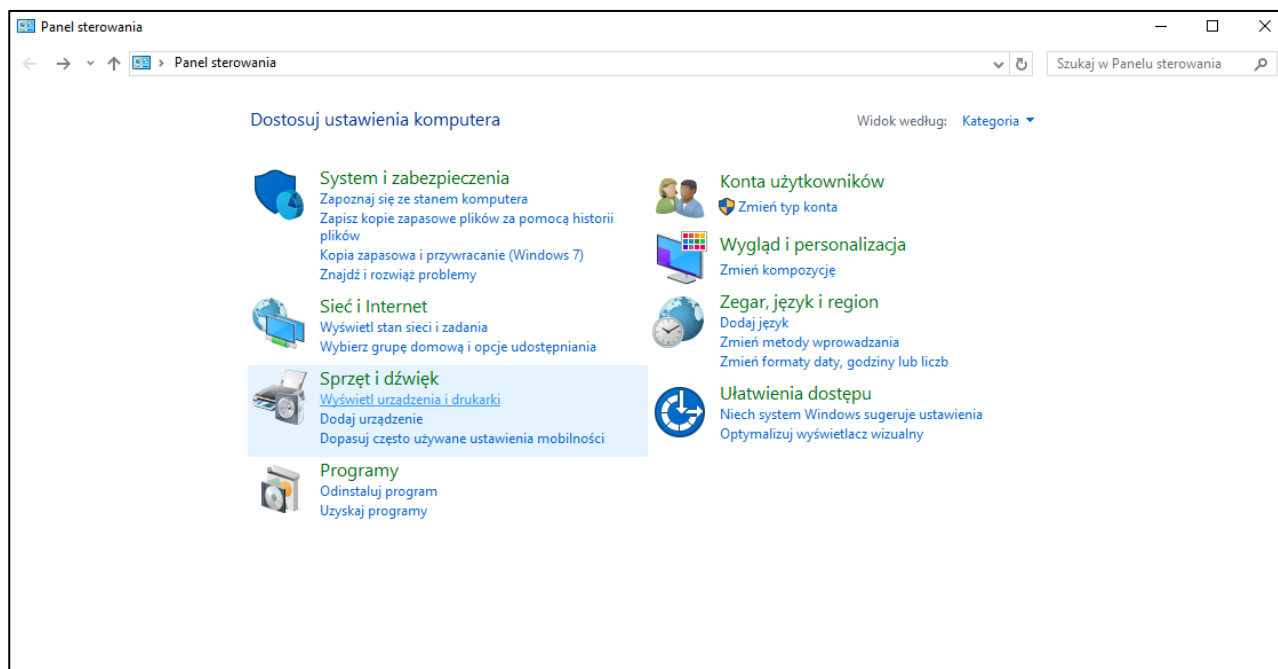 Panel sterowania
Panel sterowania
Szukaj w Panelu sterowania
Dostosuj ustawienia komputera
Widok według: Kategoria
System i zabezpieczenia
Zapoznaj się ze stanem komputera
Zapisz kopie zapasowe plików za pomocą historii
plików
Kopia zapasowa i przywracanie (Windows 7)
Znajdź i rozwiąż problemy
Sieć i Internet
Wyświetl stan sieci i zadania
Wybierz grupę domową i opcje udostępniania
Sprzęt i dźwięk
Wyświetl urządzenia i drukarki
Dodaj urządzenie
Dopasuj często używane ustawienia mobilności
Programy
Odinstaluj program
Uzyskaj programy
Konta użytkowników
Zmień typ konta
Wygląd i personalizacja
Zmień kompozycję
Zegar, język i region
Dodaj język
Zmień metody wprowadzania
Zmień formaty daty, godziny lub liczb
Ułatwienia dostępu
Niech system Windows sugeruje ustawienia
Optymalizuj wyświetlacz wizualny